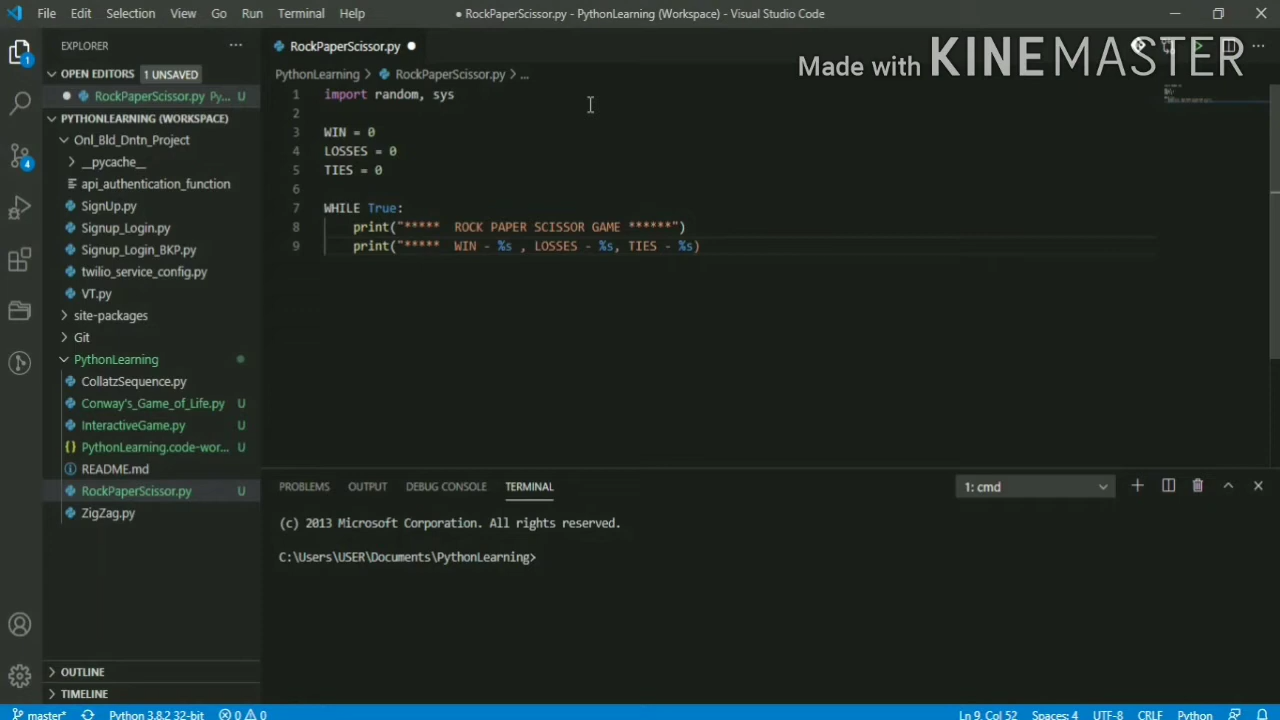 File Edit Selection View Go Run Terminal Help
● RockPaperScissor.py - PythonLearning (Workspace) - Visual Studio Code
Made with KINEMASTER
EXPLORER
OPEN EDITORS 1 UNSAVED
RockPaperScissor.py Py... U
PYTHONLEARNING (WORKSPACE)
Onl_Bld_Dntn_Project
__pycache__
api_authentication_function
SignUp.py
Signup_Login.py
Signup_Login_BKP.py
twilio_service_config.py
VT.py
site-packages
Git
PythonLearning
CollatzSequence.py
Conway's_Game_of_Life.py U
InteractiveGame.py U
{} PythonLearning.code-wor... U
README.md
RockPaperScissor.py U
ZigZag.py
OUTLINE
TIMELINE
1
4
RockPaperScissor.py ●
PythonLearning > RockPaperScissor.py > ...
1 import random, sys
2
3 WIN = 0
4 LOSSES = 0
5 TIES = 0
6
7 WHILE True:
8 print("***** ROCK PAPER SCISSOR GAME ******")
9 print("***** WIN - %s , LOSSES - %s, TIES - %s)
PROBLEMS OUTPUT DEBUG CONSOLE TERMINAL 1: cmd
(c) 2013 Microsoft Corporation. All rights reserved.
C:\Users\USER\Documents\PythonLearning>
master* Python 3.8.2 32-bit 0 0 Ln 9, Col 52 Spaces: 4 UTF-8 CRLF Python